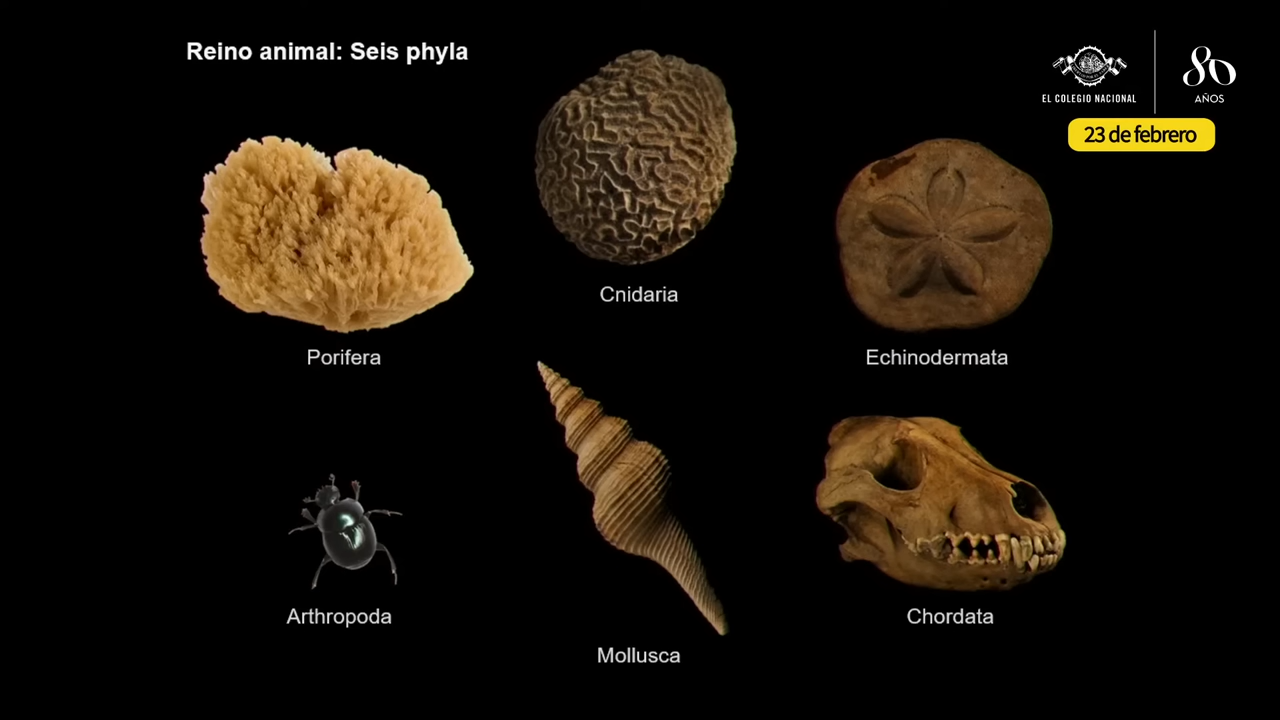 Reino animal: Seis phyla
EL COLEGIO NACIONAL
80
AÑOS
23 de febrero
Cnidaria
Porifera
Echinodermata
Arthropoda
Chordata
Mollusca